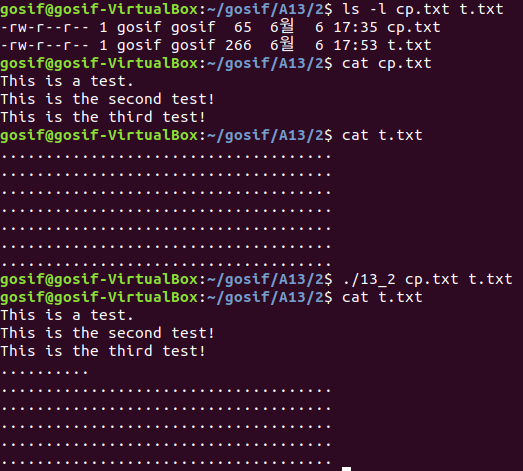 gosif@gosif-VirtualBox:~/gosif/A13/2$ ls -l cp.txt t.txt
-rw-r--r-- 1 gosif gosif  65  6월   6 17:35 cp.txt
-rw-r--r-- 1 gosif gosif 266  6월   6 17:53 t.txt
gosif@gosif-VirtualBox:~/gosif/A13/2$ cat cp.txt
This is a test.
This is the second test!
This is the third test!
gosif@gosif-VirtualBox:~/gosif/A13/2$ cat t.txt
.....................................
.....................................
.....................................
.....................................
.....................................
.....................................
.....................................
gosif@gosif-VirtualBox:~/gosif/A13/2$ ./13_2 cp.txt t.txt
gosif@gosif-VirtualBox:~/gosif/A13/2$ cat t.txt
This is a test.
This is the second test!
This is the third test!
..........
.....................................
.....................................
.....................................
.....................................
.....................................